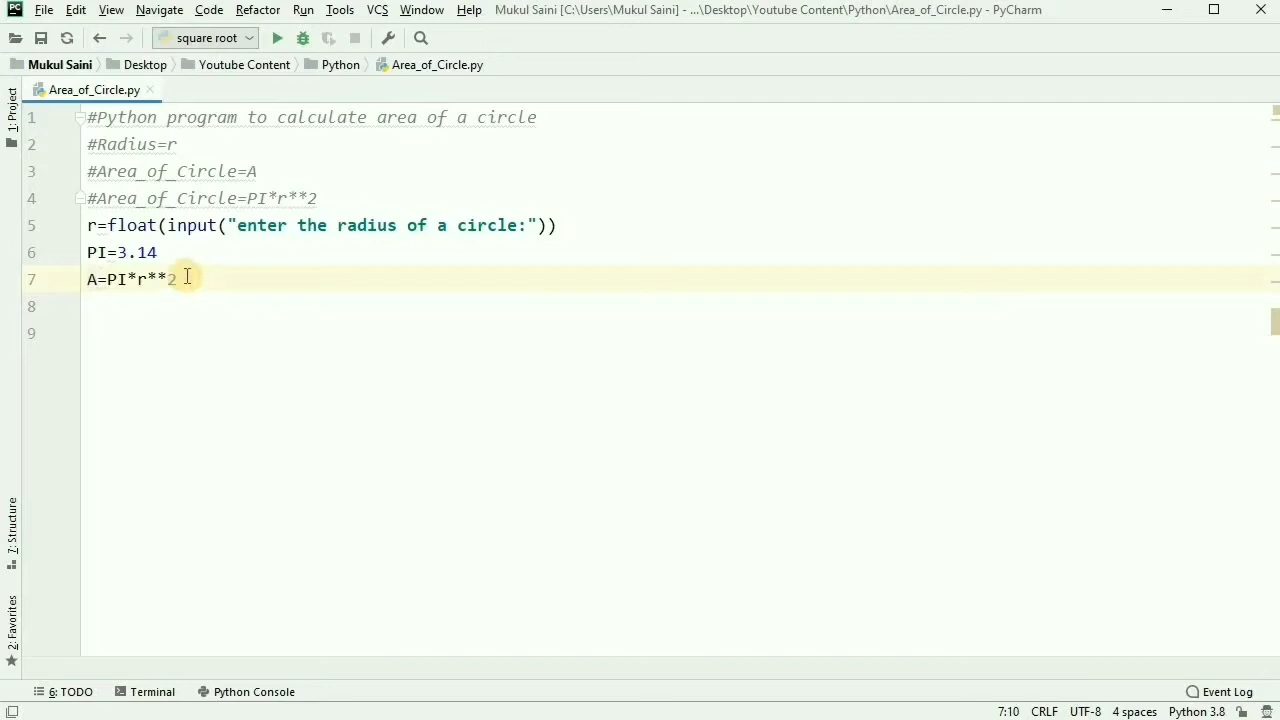 PC File Edit View Navigate Code Refactor Run Tools VCS Window Help Mukul Saini [C:\Users\Mukul Saini] - ...\Desktop\Youtube Content\Python\Area_of_Circle.py - PyCharm
square root
Mukul Saini Desktop Youtube Content Python Area_of_Circle.py
Area_of_Circle.py
1: Project
1 #Python program to calculate area of a circle
2 #Radius=r
3 #Area_of_Circle=A
4 #Area_of_Circle=PI*r**2
5 r=float(input("enter the radius of a circle:"))
6 PI=3.14
7 A=PI*r**2
8
9
7: Structure
2: Favorites
6: TODO Terminal Python Console Event Log
7:10 CRLF UTF-8 4 spaces Python 3.8